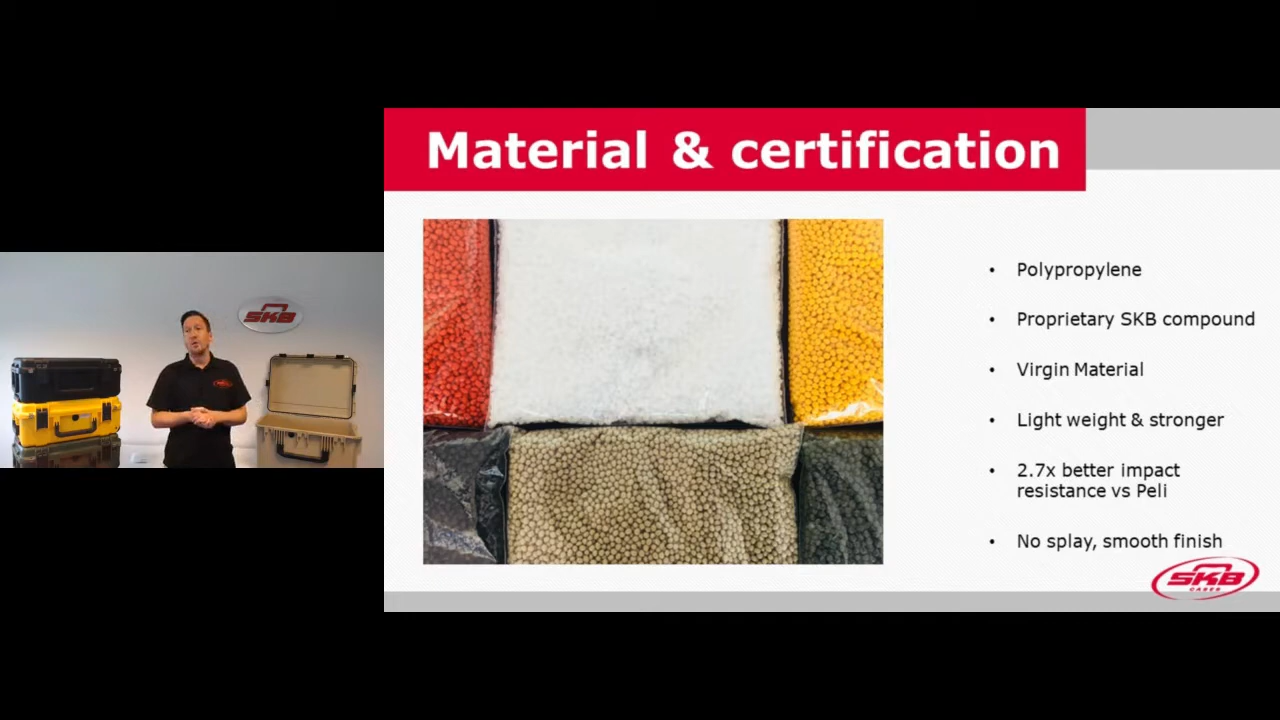 Material & certification
• Polypropylene
• Proprietary SKB compound
• Virgin Material
• Light weight & stronger
• 2.7x better impact
resistance vs Peli
• No splay, smooth finish
SKB
CASES
SKB